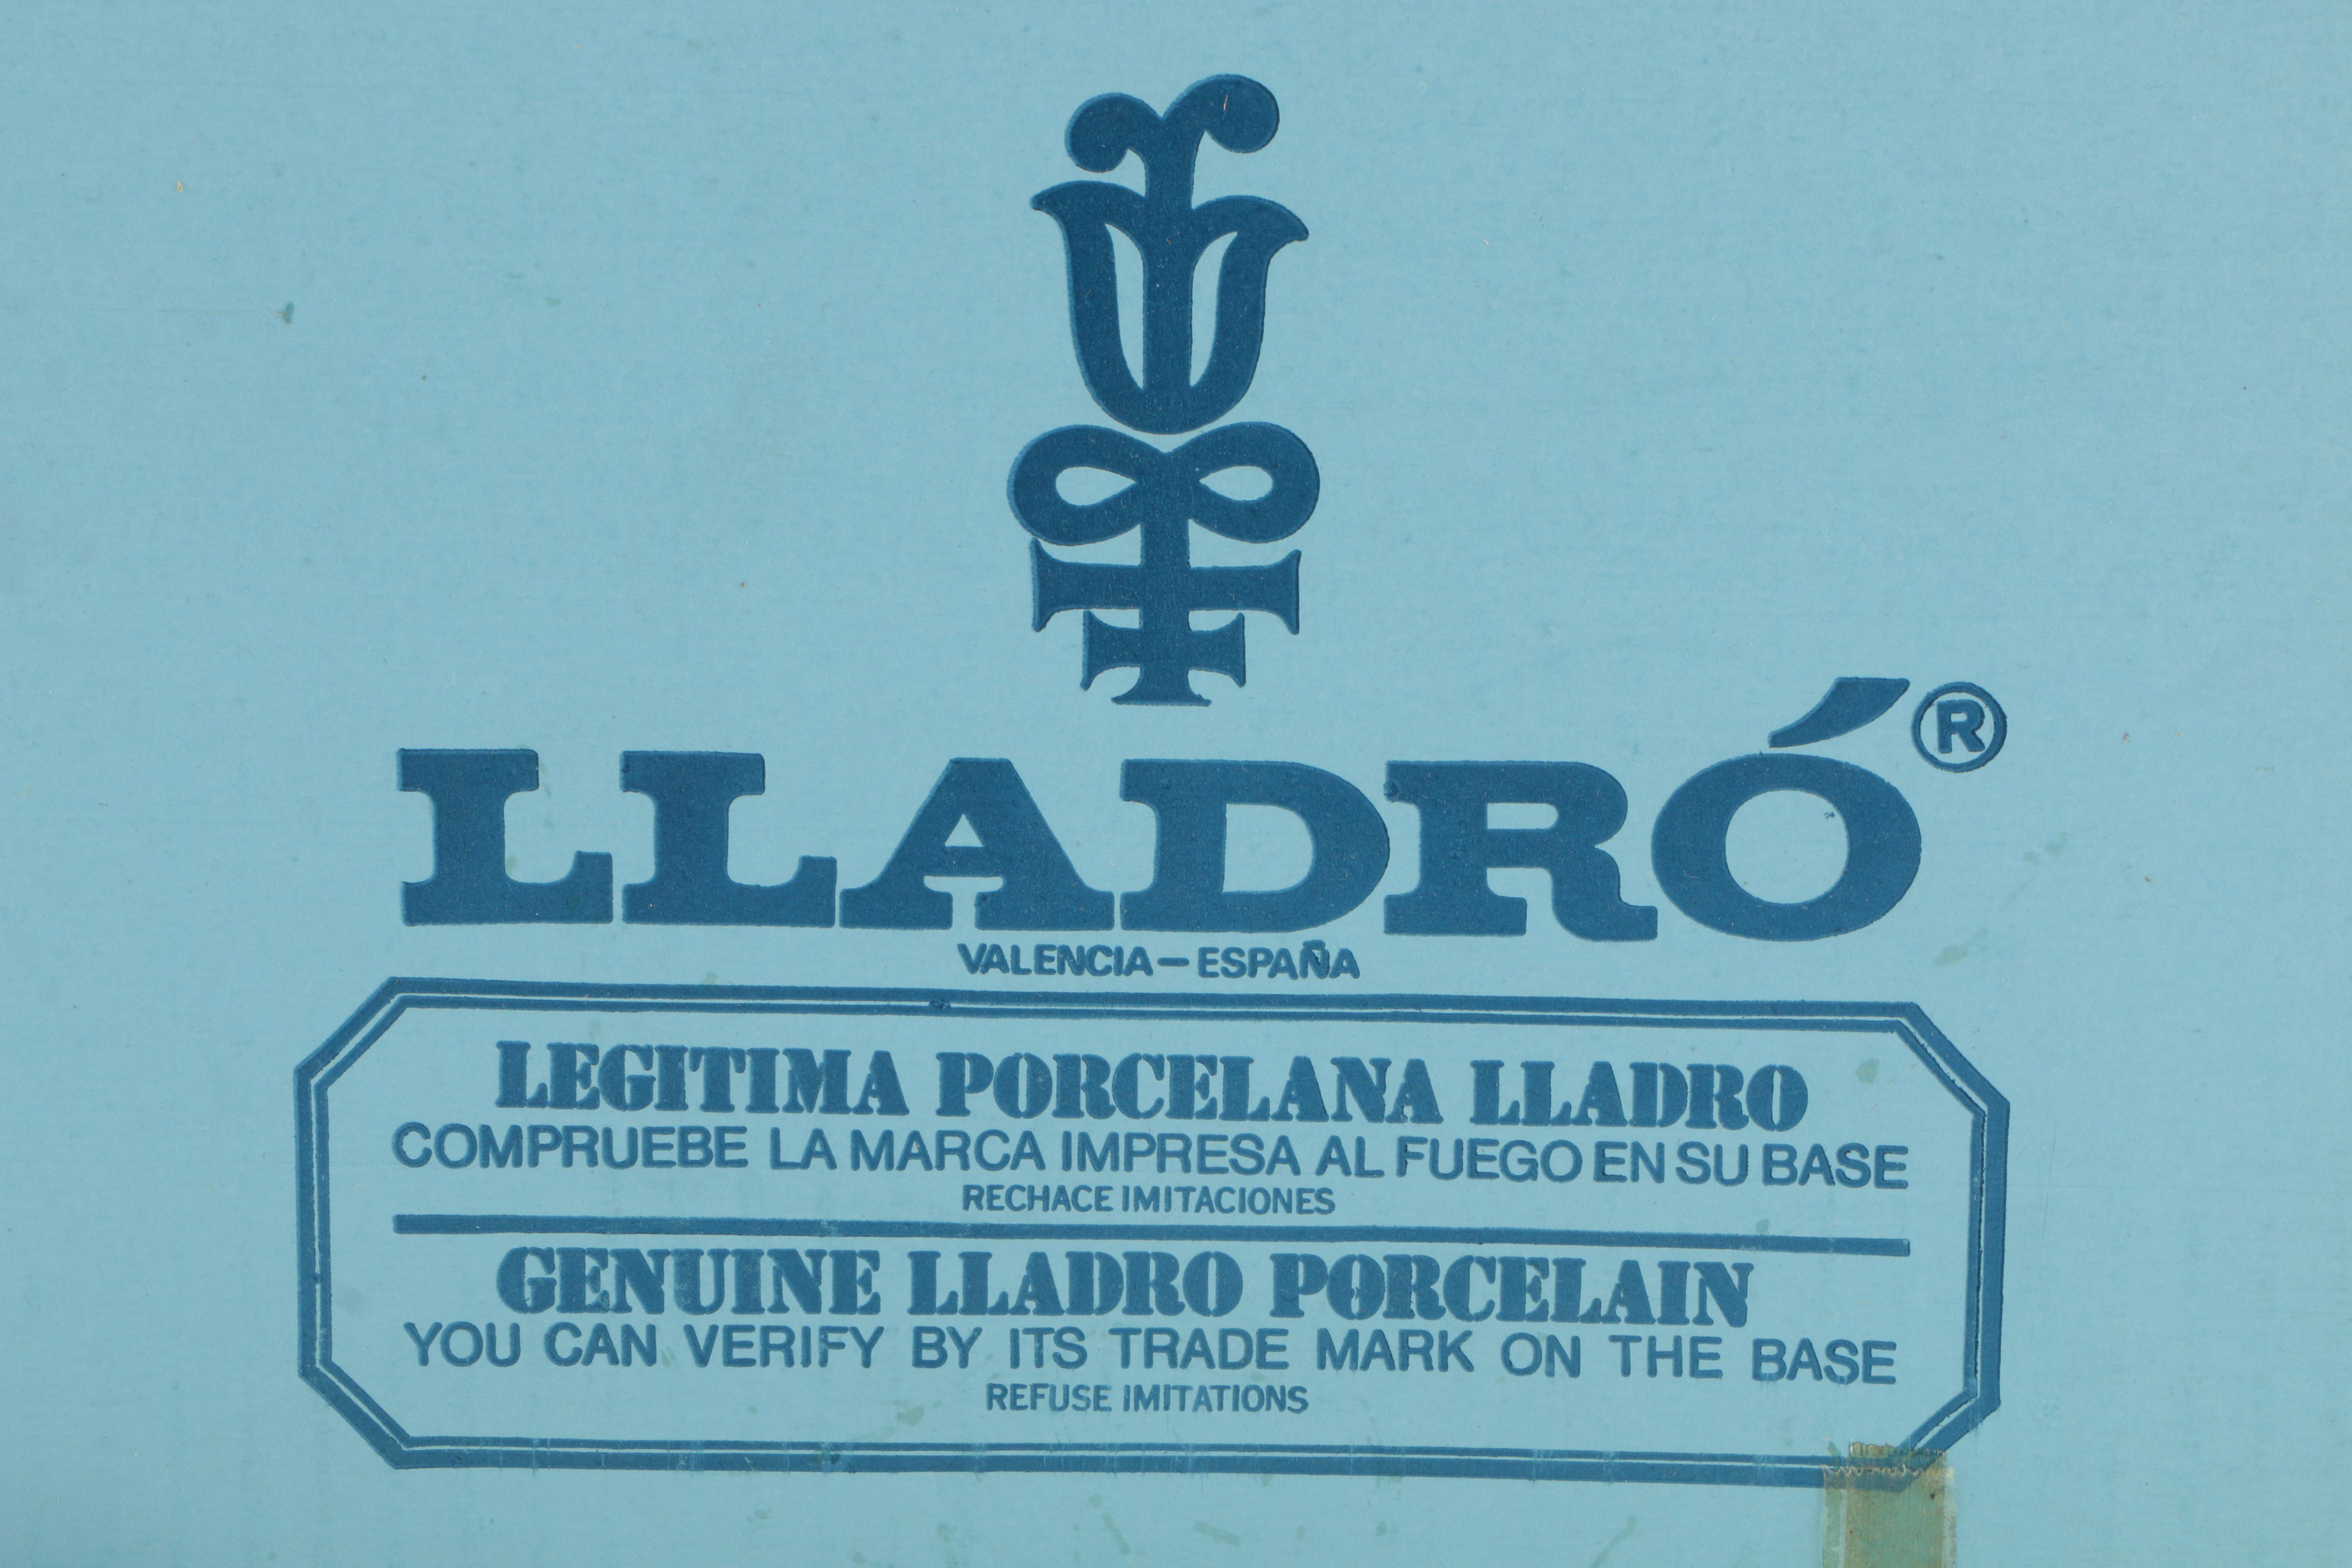 LLADRÓ®
VALENCIA—ESPAÑA
LEGITIMA PORCELANA LLADRO
COMPRUEBE LA MARCA IMPRESA AL FUEGO EN SU BASE
RECHACE IMITACIONES
GENUINE LLADRO PORCELAIN
YOU CAN VERIFY BY ITS TRADE MARK ON THE BASE
REFUSE IMITATIONS